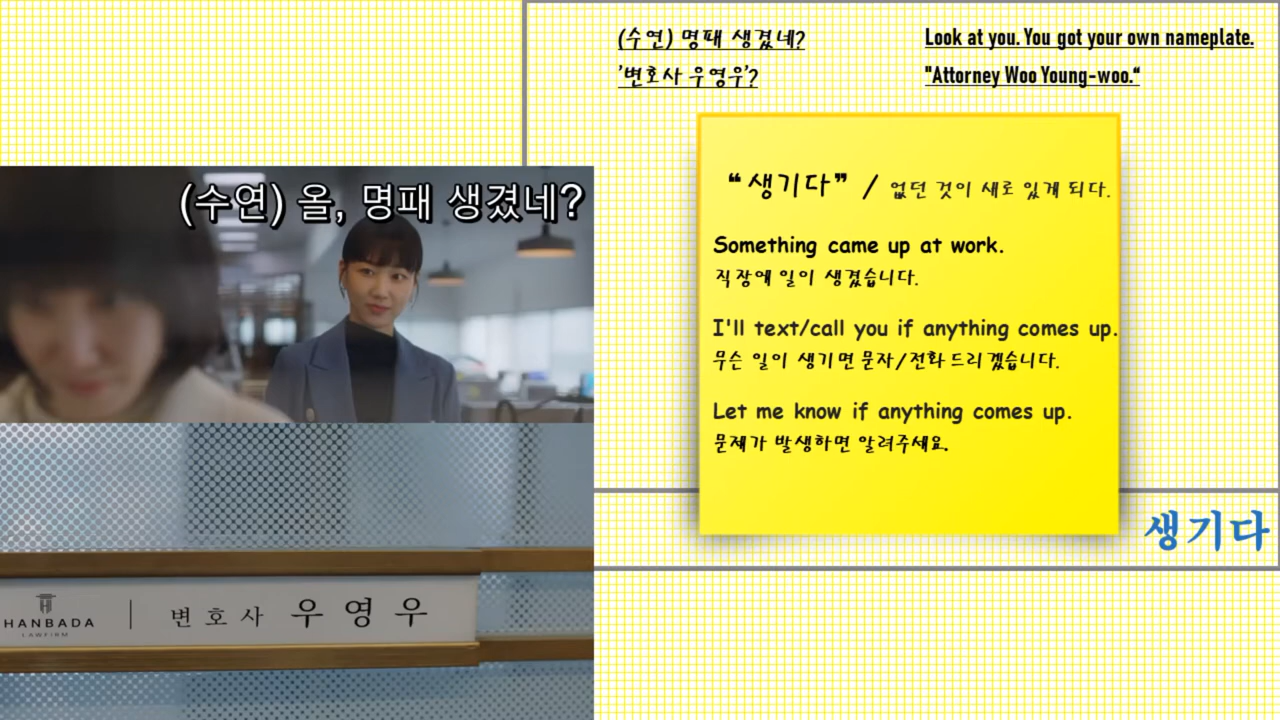 (수연) 명패 생겼네?
'변호사 우영우'?
Look at you. You got your own nameplate.
"Attorney Woo Young-woo.“
(수연) 올, 명패 생겼네?
HANBADA
LAWFIRM
변호사 우영우
❝생기다❞ / 없던 것이 새로 있게 되다.
Something came up at work.
직장에 일이 생겼습니다.
I'll text/call you if anything comes up.
무슨 일이 생기면 문자/전화 드리겠습니다.
Let me know if anything comes up.
문제가 발생하면 알려주세요.
생기다